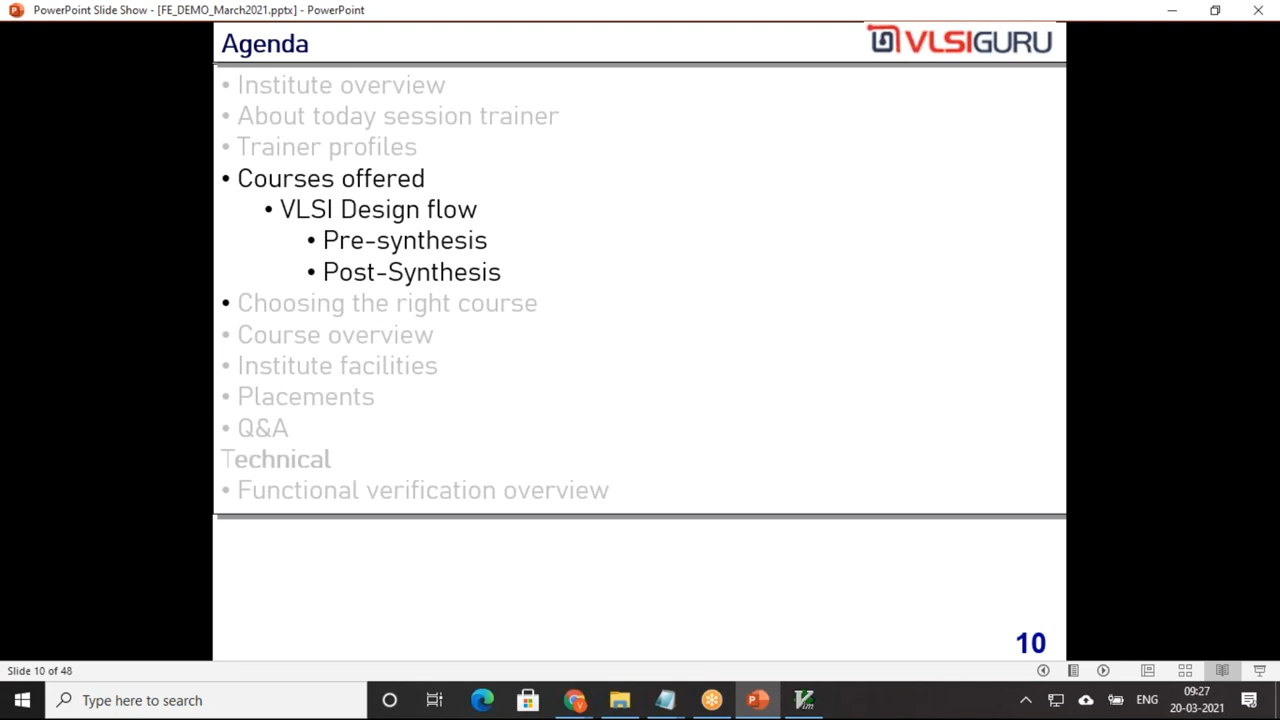 PowerPoint Slide Show - [FE_DEMO_March2021.pptx] - PowerPoint
Agenda
VLSIGURU
• Institute overview
• About today session trainer
• Trainer profiles
• Courses offered
• VLSI Design flow
• Pre-synthesis
• Post-Synthesis
• Choosing the right course
• Course overview
• Institute facilities
• Placements
• Q&A
Technical
• Functional verification overview
10
Slide 10 of 48
Type here to search
ENG
09:27
20-03-2021